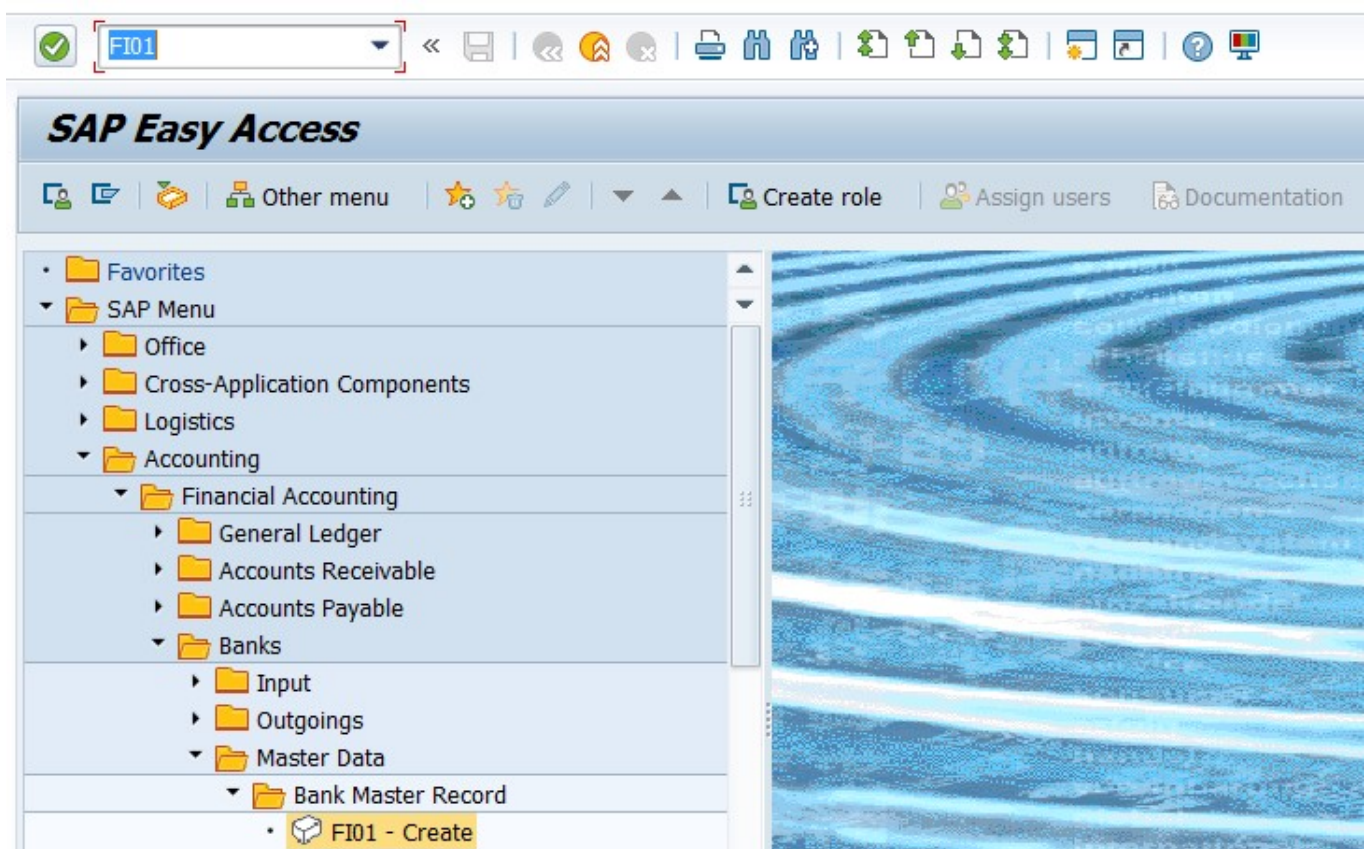 FI01
SAP Easy Access
Other menu Create role Assign users Documentation
Favorites
SAP Menu
Office
Cross-Application Components
Logistics
Accounting
Financial Accounting
General Ledger
Accounts Receivable
Accounts Payable
Banks
Input
Outgoings
Master Data
Bank Master Record
FI01 - Create